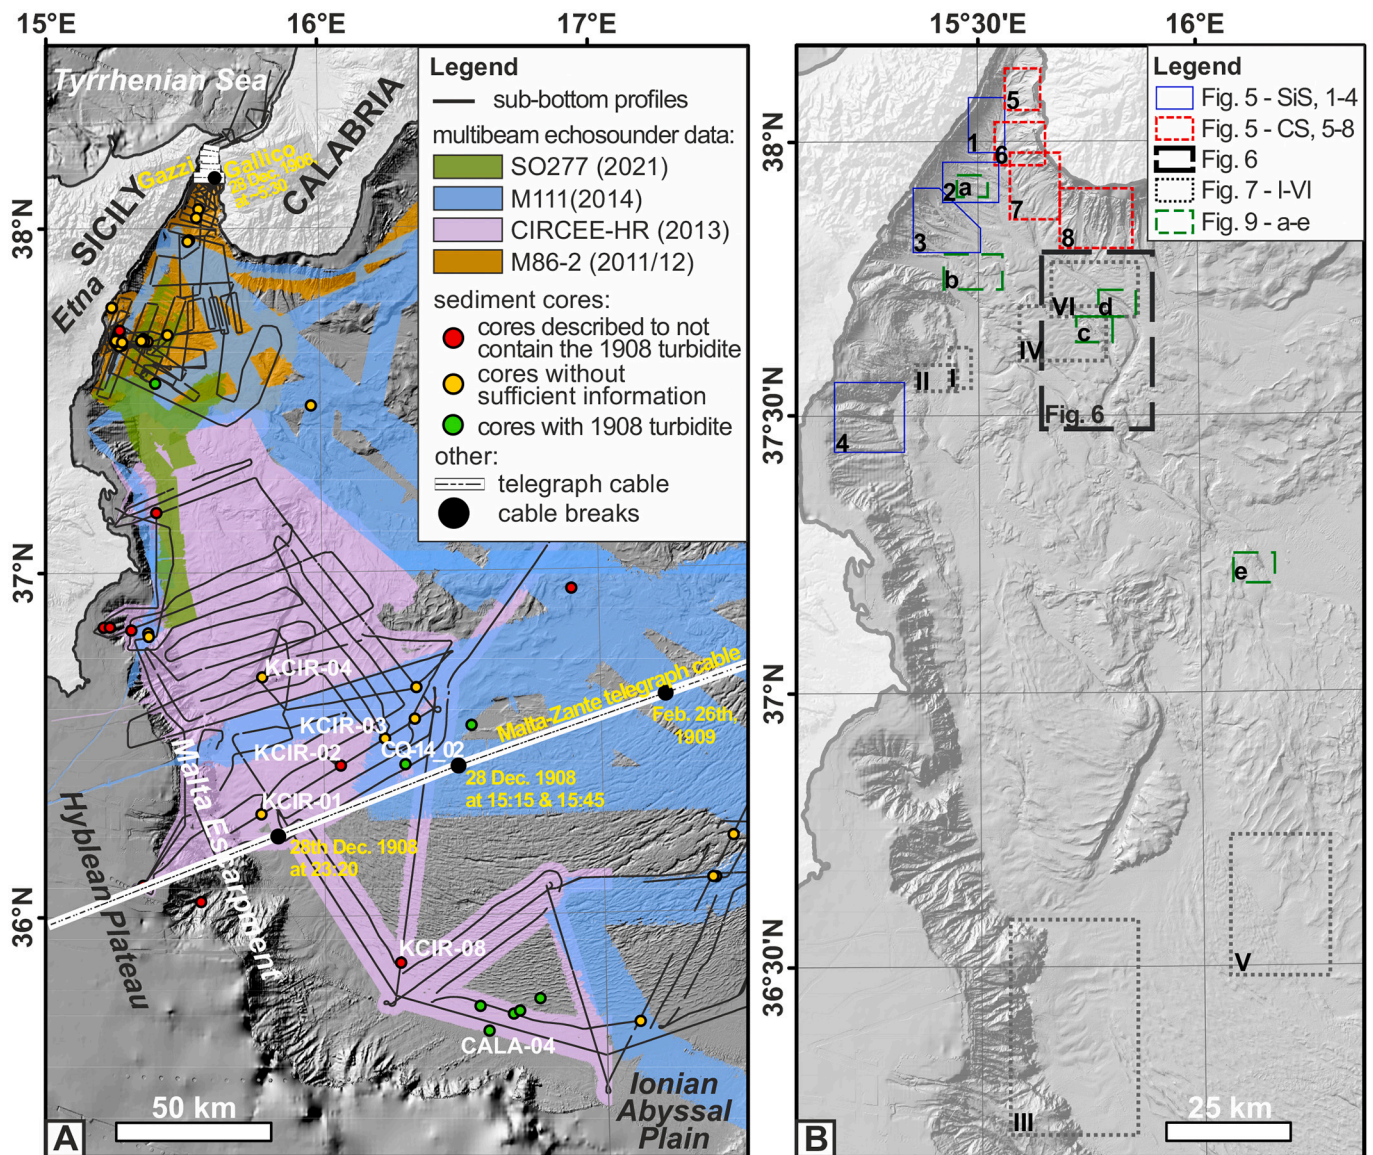 15°E
16°E
17°E
38°N
37°N
36°N
Tyrrhenian Sea
CALABRIA
SICILY
Etna
Gazzi
Gallico
28 Dec. 1908
at ~5:30
Legend
sub-bottom profiles
multibeam echosounder data:
SO277 (2021)
M111(2014)
CIRCEE-HR (2013)
M86-2 (2011/12)
sediment cores:
cores described to not
contain the 1908 turbidite
cores without
sufficient information
cores with 1908 turbidite
other:
telegraph cable
cable breaks
KCIR-04
KCIR-03
KCIR-02
CQ-14_02
KCIR-01
Malta-Zante telegraph cable
Feb. 26th,
1909
28 Dec. 1908
at 15:15 & 15:45
28th Dec. 1908
at 23:20
Malta Escarpment
Hyblean Plateau
KCIR-08
CALA-04
Ionian
Abyssal
Plain
50 km
A
15°30'E
16°E
38°N
37°30'N
37°N
36°30'N
Legend
Fig. 5 - SiS, 1-4
Fig. 5 - CS, 5-8
Fig. 6
Fig. 7 - I-VI
Fig. 9 - a-e
5
1
6
2
a
7
3
8
b
VI
d
c
IV
II
I
Fig. 6
4
e
V
III
25 km
B